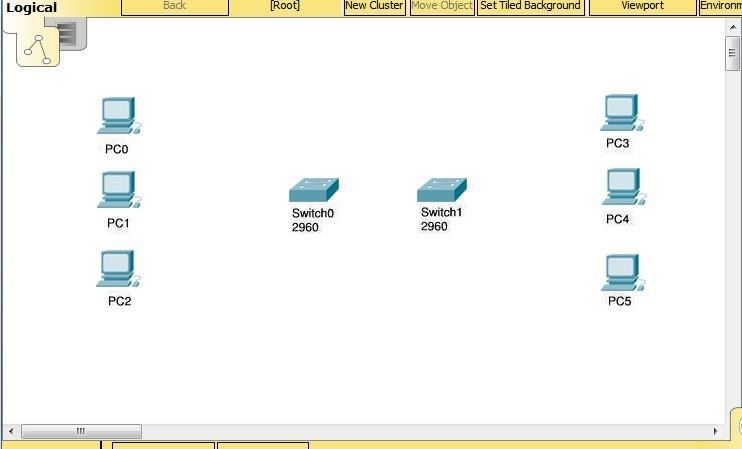 Logical
Back
[Root]
New Cluster
Move Object
Set Tiled Background
Viewport
Environm
PC0
PC3
PC1
Switch0
2960
Switch1
2960
PC4
PC2
PC5